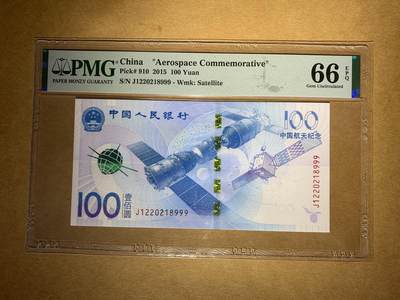 PMG
PAPER MONEY GUARANTY
China "Aerospace Commemorative"
Pick# 910 2015 100 Yuan
S/N J1220218999 - Wmk: Satellite
66 EPQ
Gem Uncirculated
中国人民银行
100
中国航天纪念
J1220218999
100 壹佰圆
J1220218999